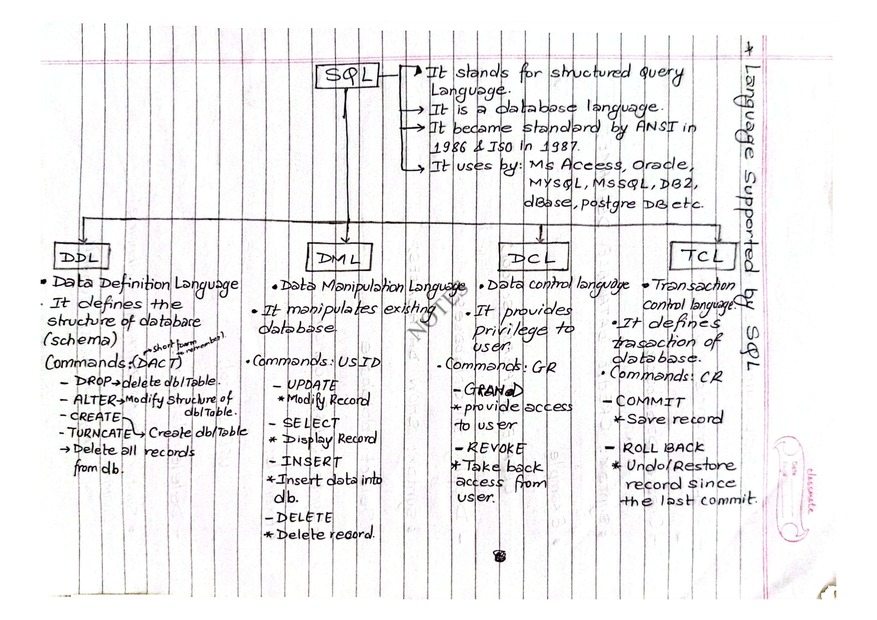 * Language Supported by SQL
SQL
It stands for structured Query
Language.
It is a database language.
It became standard by ANSI in
1986 & ISO in 1987.
It uses by: Ms Access, Oracle,
MYSQL, MSSQL, DB2,
dBase, postgre DB etc.
DDL
• Data Definition Language
• It defines the
structure of database
(schema)
short form
remember).
Commands:(DACT)
- DROP→delete db/Table.
- ALTER→Modify Structure of
db/Table.
- CREATE
→ Create db/Table
- TURNCATE
→ Delete all records
from db.
DML
• Data Manipulation Language
• It manipulates existing
database
• Commands: USID
- UPDATE
* Modify Record
- SELECT
* Display Record
- INSERT
* Insert data into
db.
- DELETE
* Delete record.
NOTES
DCL
• Data control language
• It provides
privilege to
user.
• Commands: GR
* provide access
to user
- REVOKE
* Take back
access from
user.
TCL
• Transaction
control language.
• It defines
trasaction of
database.
• Commands: CR
- COMMIT
* Save record
- ROLL BACK
* Undo/Restore
record since
the last commit.
classmate